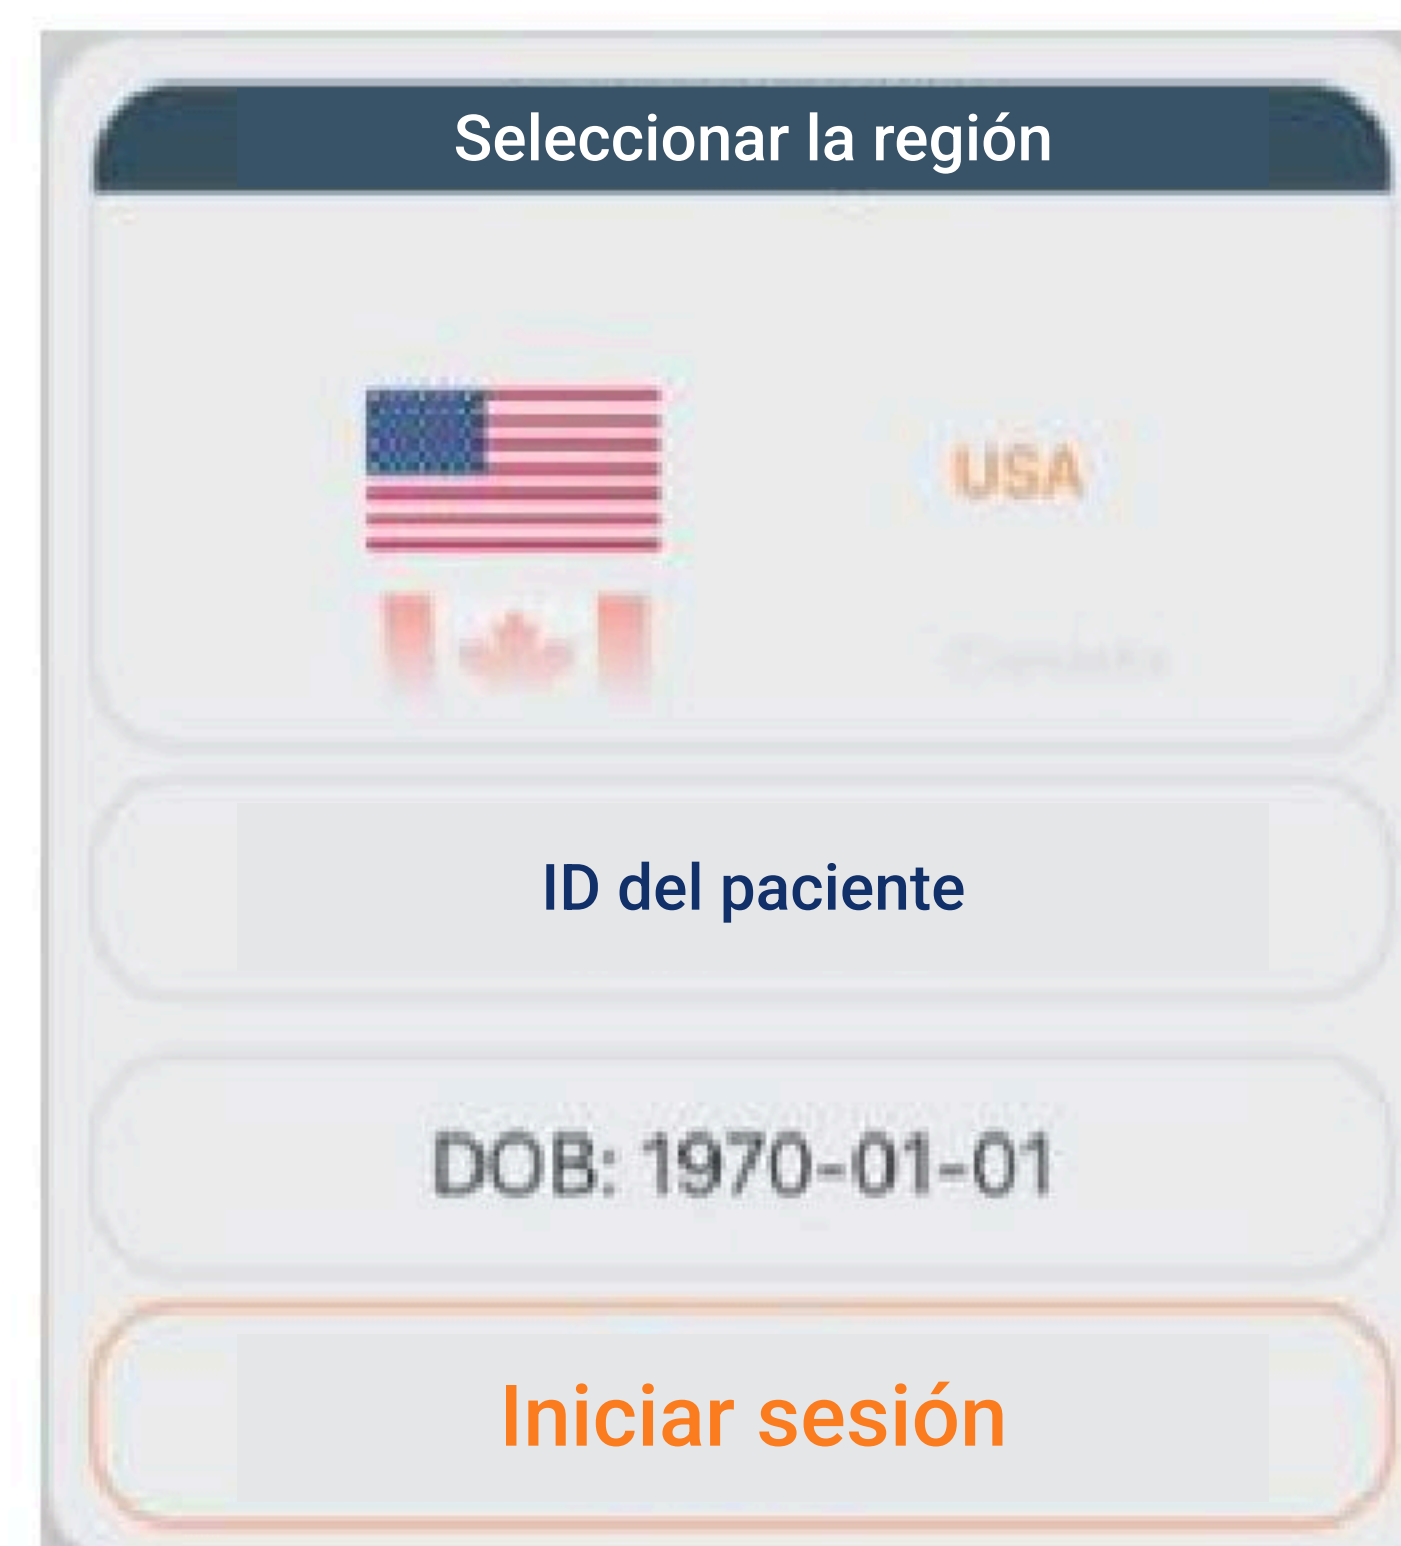 Seleccionar la región
USA
ID del paciente
DOB: 1970-01-01
Iniciar sesión